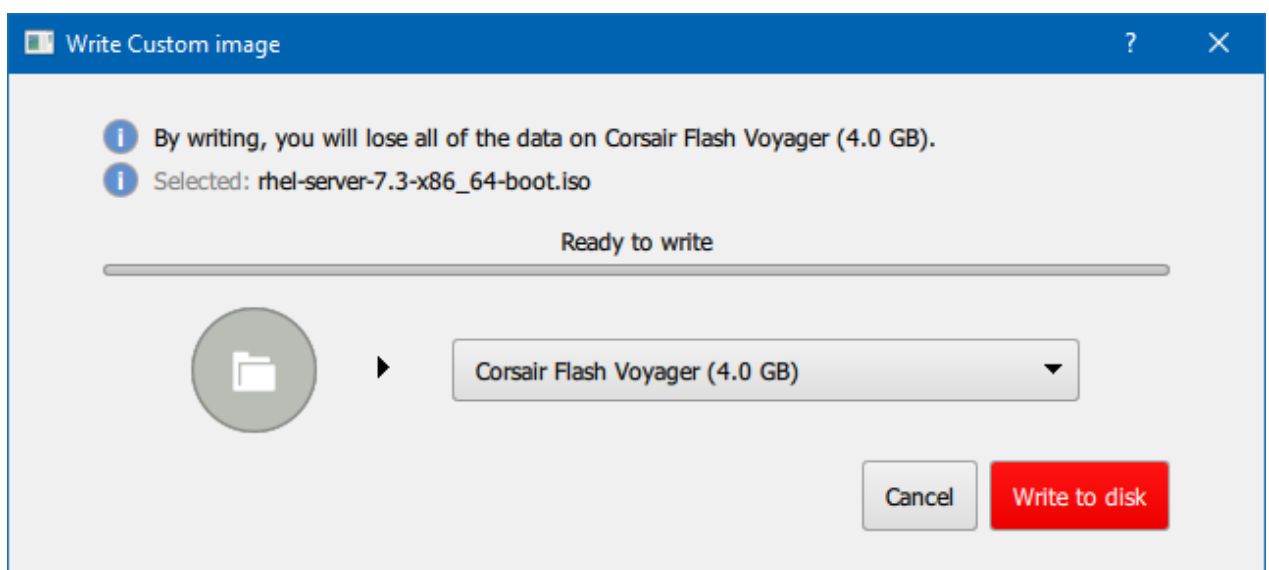 Write Custom image
?
By writing, you will lose all of the data on Corsair Flash Voyager (4.0 GB).
Selected: rhel-server-7.3-x86_64-boot.iso
Ready to write
Corsair Flash Voyager (4.0 GB)
Cancel
Write to disk